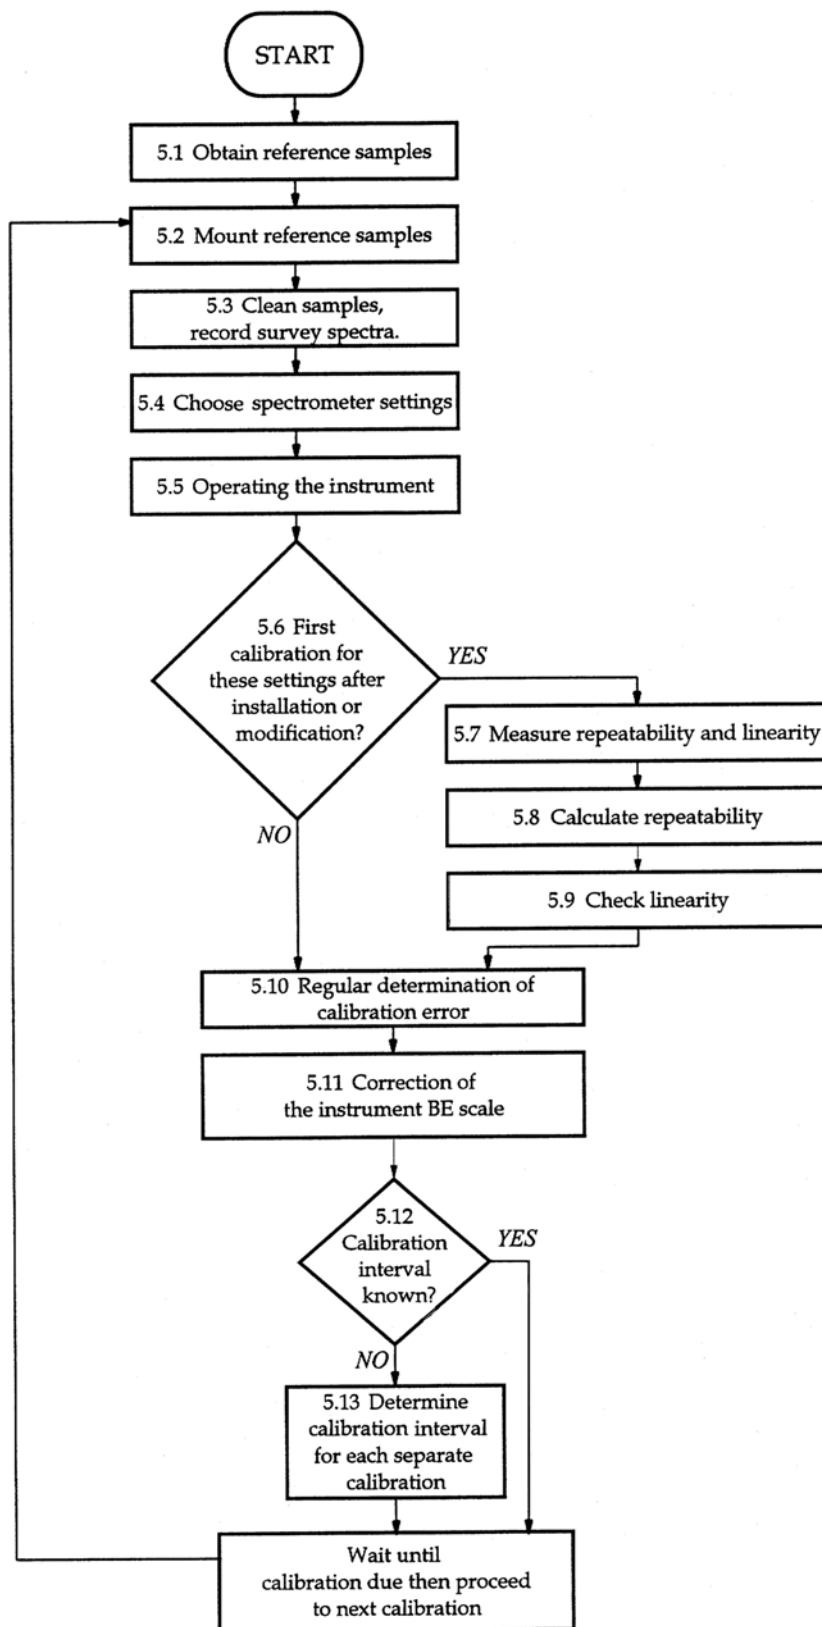 START
5.1 Obtain reference samples
5.2 Mount reference samples
5.3 Clean samples,
record survey spectra.
5.4 Choose spectrometer settings
5.5 Operating the instrument
5.6 First
calibration for
these settings after
installation or
modification?
YES
5.7 Measure repeatability and linearity
5.8 Calculate repeatability
5.9 Check linearity
NO
5.10 Regular determination of
calibration error
5.11 Correction of
the instrument BE scale
5.12
Calibration
interval
known?
YES
NO
5.13 Determine
calibration interval
for each separate
calibration
Wait until
calibration due then proceed
to next calibration